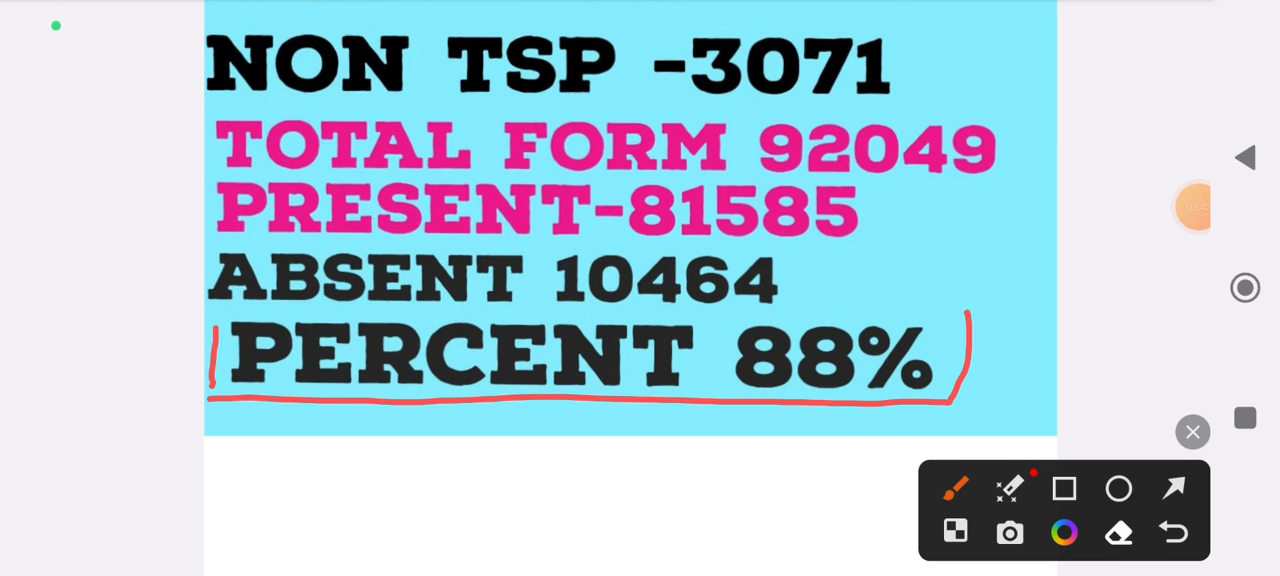 NON TSP -3071
TOTAL FORM 92049
PRESENT-81585
ABSENT 10464
PERCENT 88%